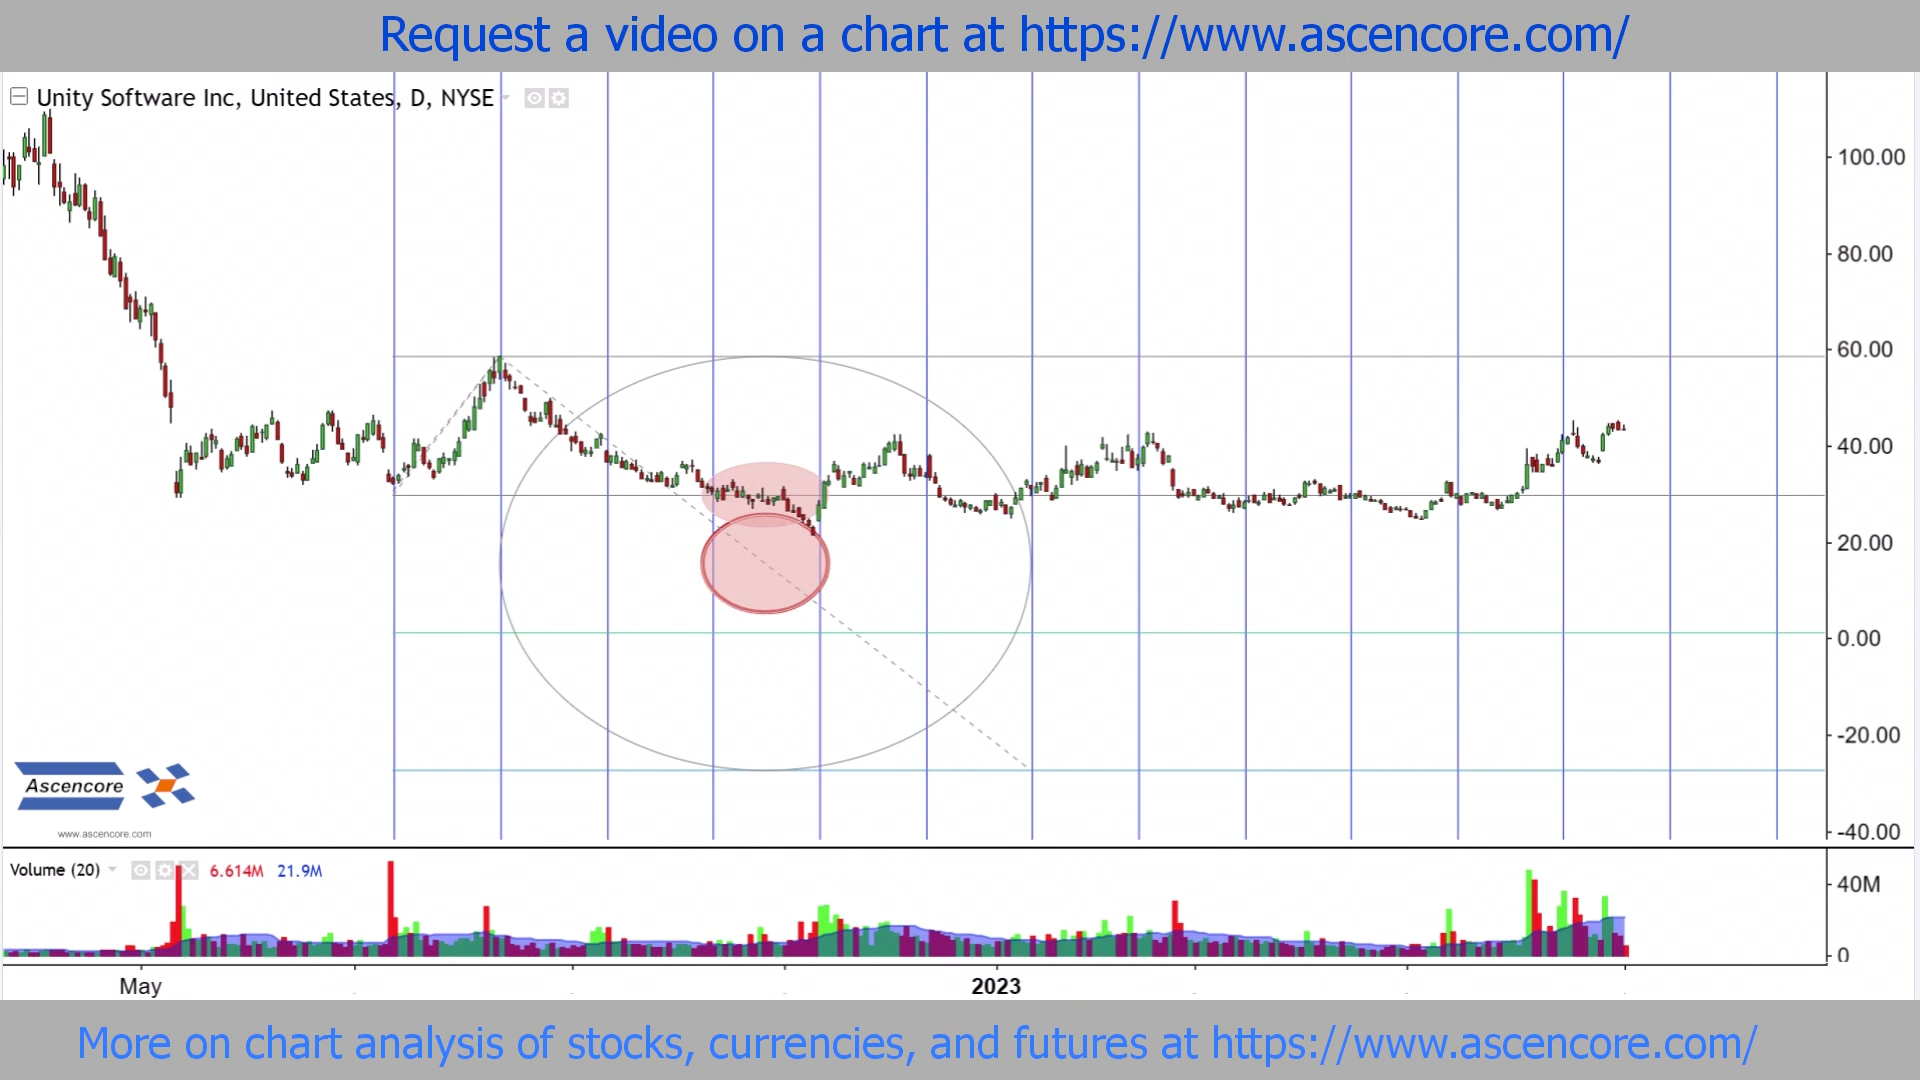 Request a video on a chart at https://www.ascencore.com/
Unity Software Inc, United States, D, NYSE
100.00
80.00
60.00
40.00
20.00
0.00
-20.00
-40.00
Ascencore
www.ascencore.com
Volume (20) 6.614M 21.9M
40M
0
May 2023
More on chart analysis of stocks, currencies, and futures at https://www.ascencore.com/